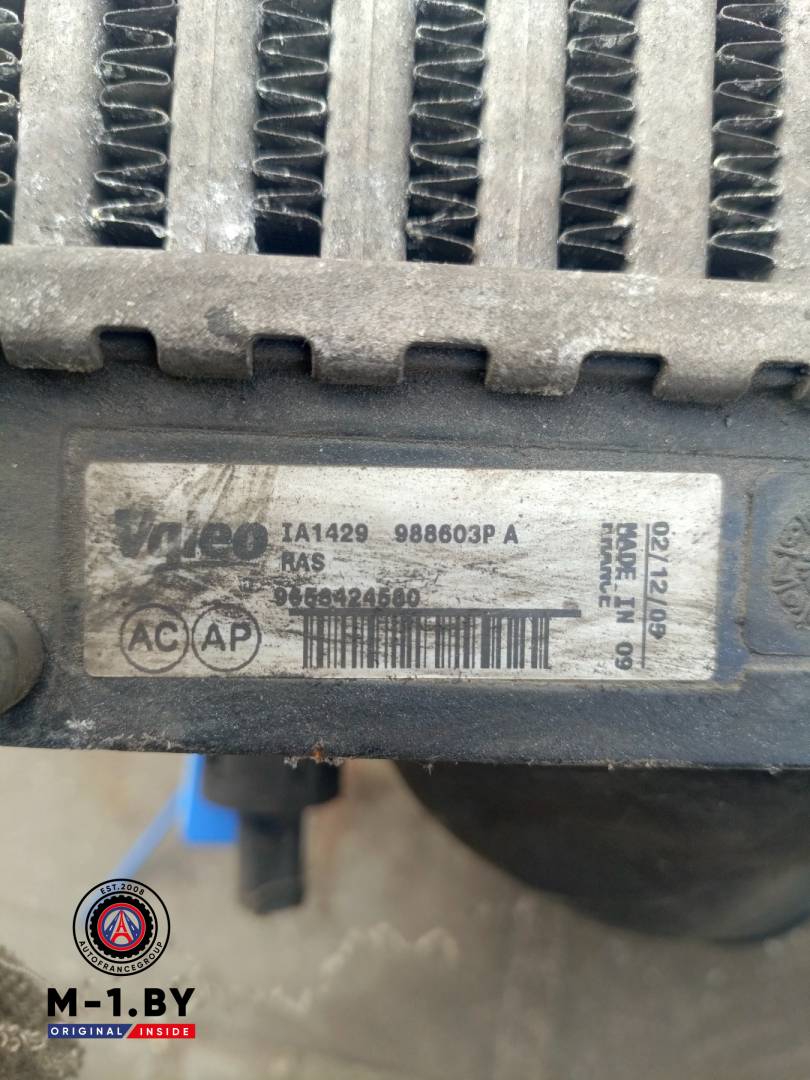 Valeo
IA1429 988603P A
RAS
9656424580
AC AP
02/12/09
MADE IN 09
FRANCE
EST.2008
AUTOFRANCEGROUP
M-1.BY
ORIGINAL INSIDE